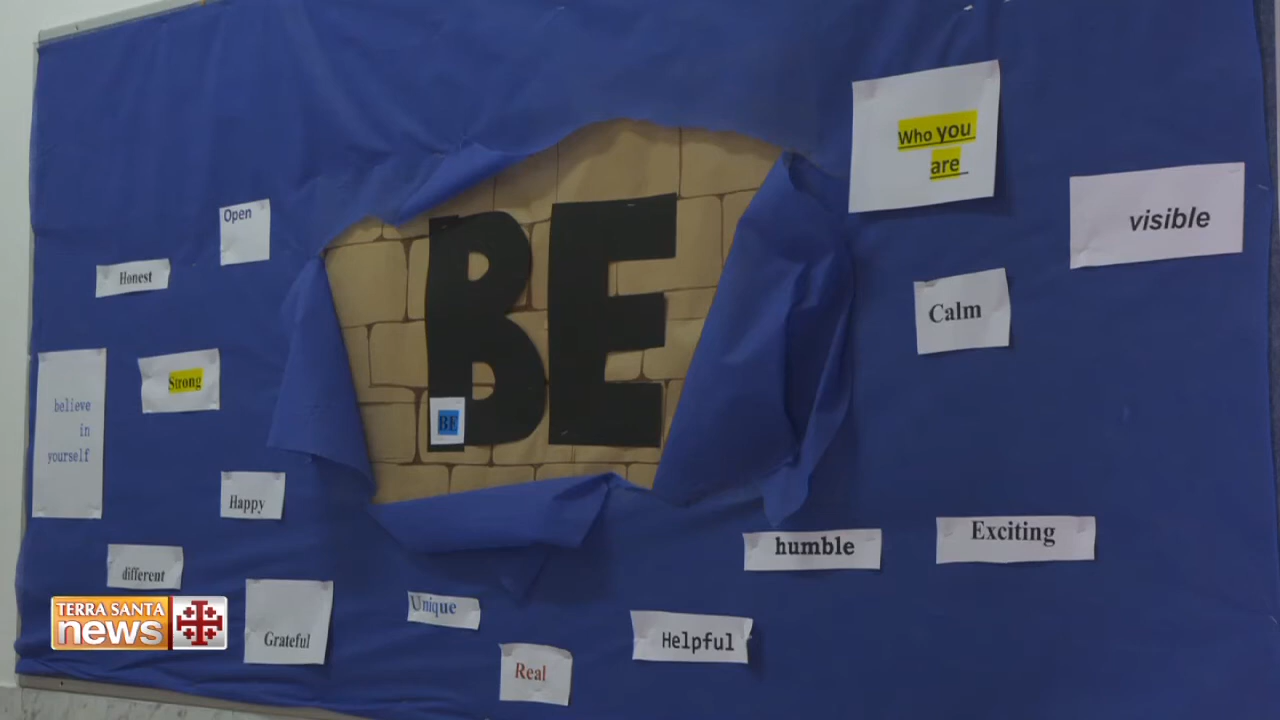 Who you
are
visible
Open
Honest
BE
Calm
Strong
believe
in
yourself
BE
Happy
Exciting
humble
different
TERRA SANTA
news
Unique
Grateful
Helpful
Real